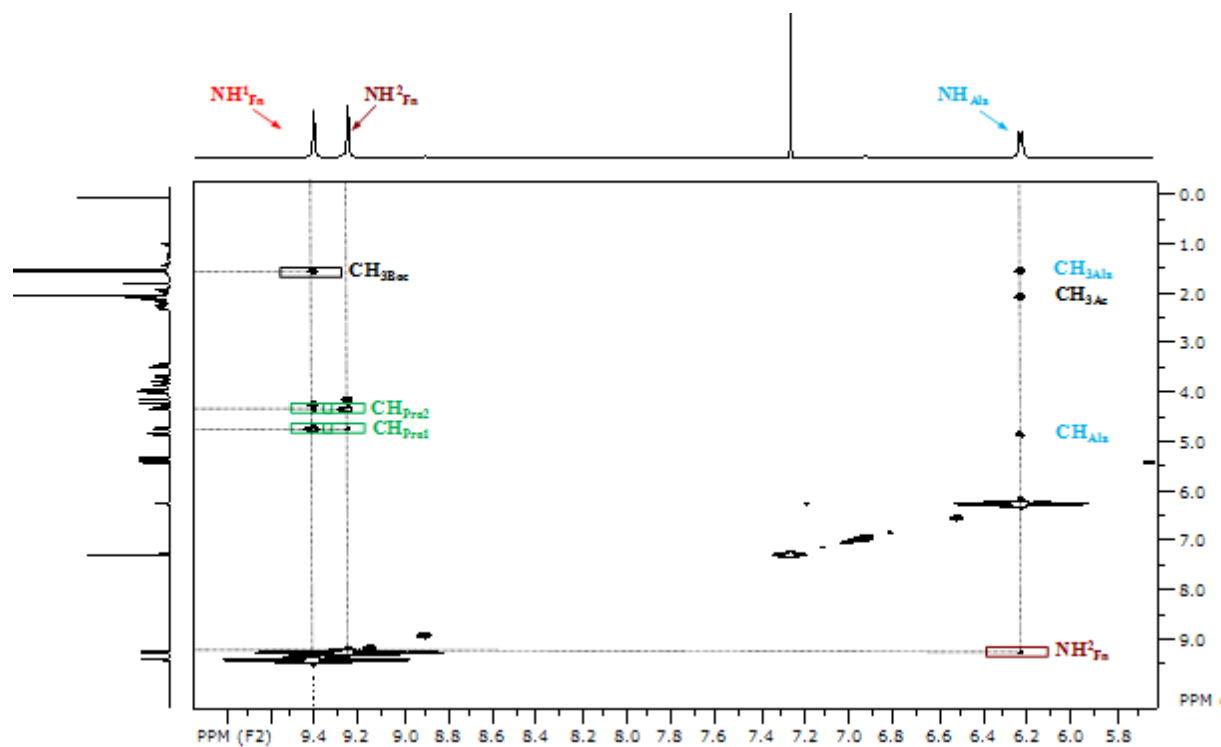 NH¹Fn NH²Fn NHAla
0.0
1.0
CH3Boc CH3Ala
2.0 CH3Ac
3.0
4.0
CHPro2
CHPro1 CHAla
5.0
6.0
7.0
8.0
9.0
NH²Fn
PPM
PPM (F2) 9.4 9.2 9.0 8.8 8.6 8.4 8.2 8.0 7.8 7.6 7.4 7.2 7.0 6.8 6.6 6.4 6.2 6.0 5.8